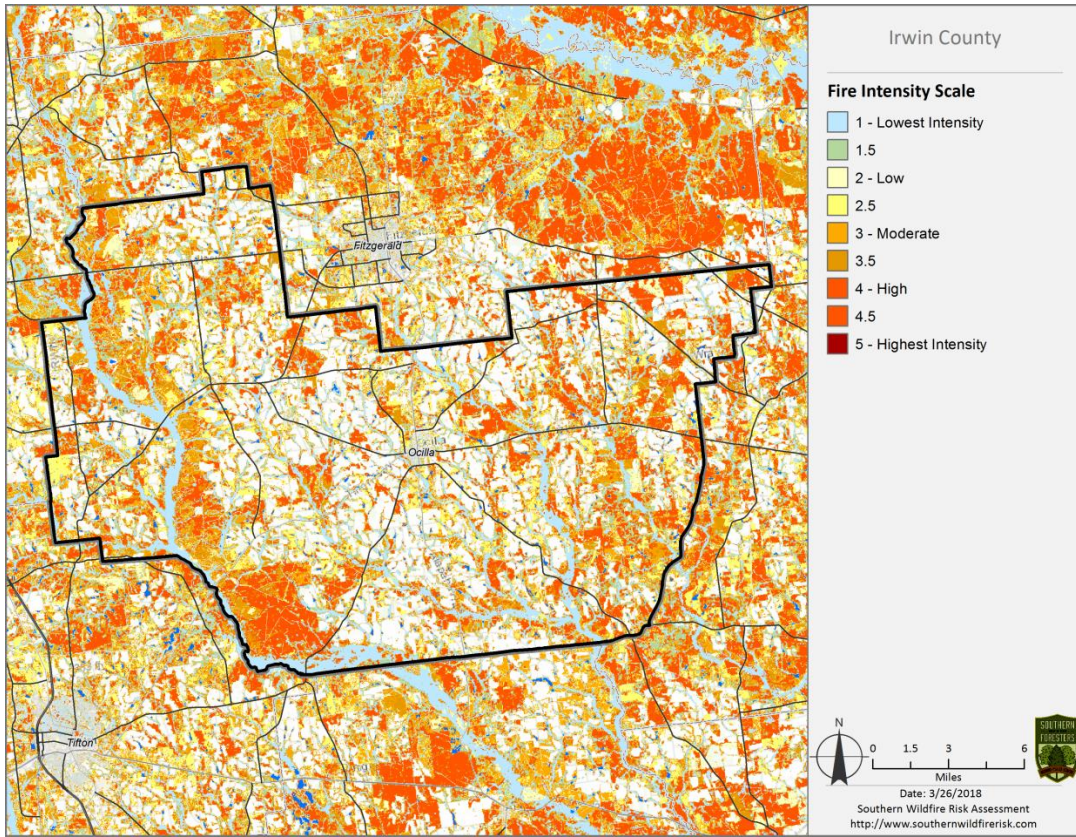 Irwin County
Fire Intensity Scale
1 - Lowest Intensity
1.5
2 - Low
2.5
3 - Moderate
3.5
4 - High
4.5
5 - Highest Intensity
Fitzgerald
Ocilla
Tifton
N
0 1.5 3 6
Miles
Date: 3/26/2018
Southern Wildfire Risk Assessment
http://www.southernwildfirerisk.com
SOUTHERN
FORESTERS